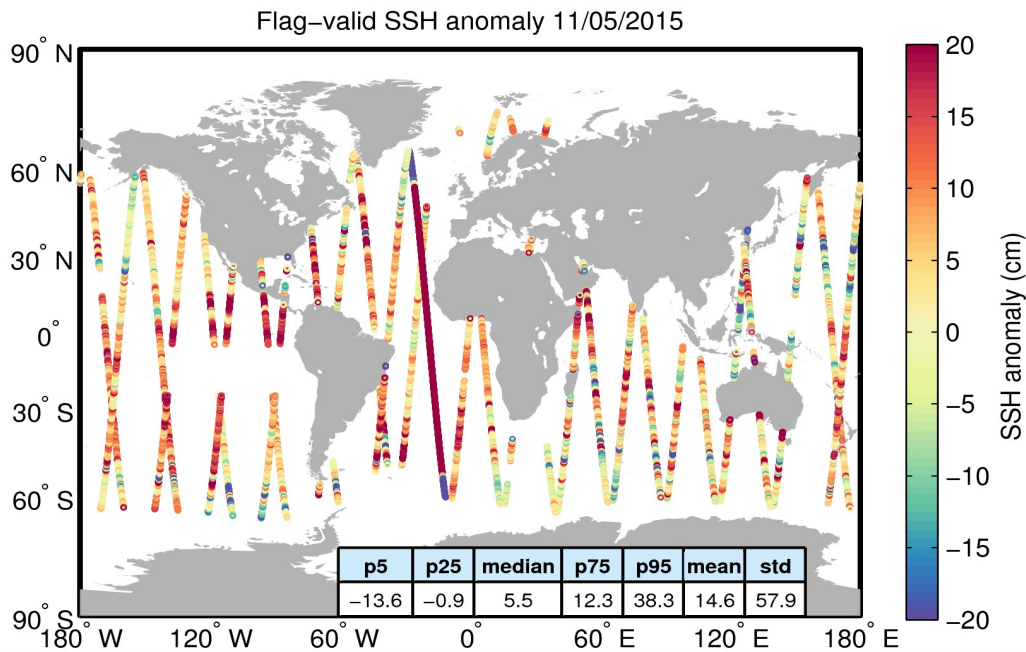 Flag−valid SSH anomaly 11/05/2015
90° N
60° N
30° N
0°
30° S
60° S
90° S
180° W
120° W
60° W
0°
60° E
120° E
180° E
p5 p25 median p75 p95 mean std
−13.6 −0.9 5.5 12.3 38.3 14.6 57.9
20
15
10
5
0
−5
−10
−15
−20
SSH anomaly (cm)